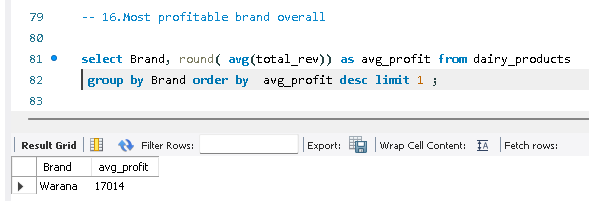 79 -- 16.Most profitable brand overall
80
81 select Brand, round( avg(total_rev)) as avg_profit from dairy_products
82 group by Brand order by avg_profit desc limit 1 ;
83
Result Grid Filter Rows: Export: Wrap Cell Content: Fetch rows:
Brand avg_profit
Warana 17014